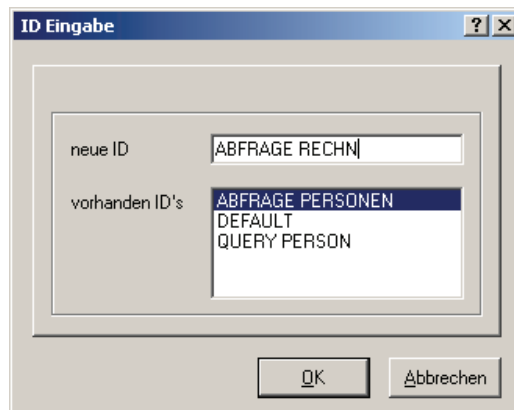 ID Eingabe
neue ID
ABFRAGE RECHN
vorhanden ID's
ABFRAGE PERSONEN
DEFAULT
QUERY PERSON
OK
Abbrechen